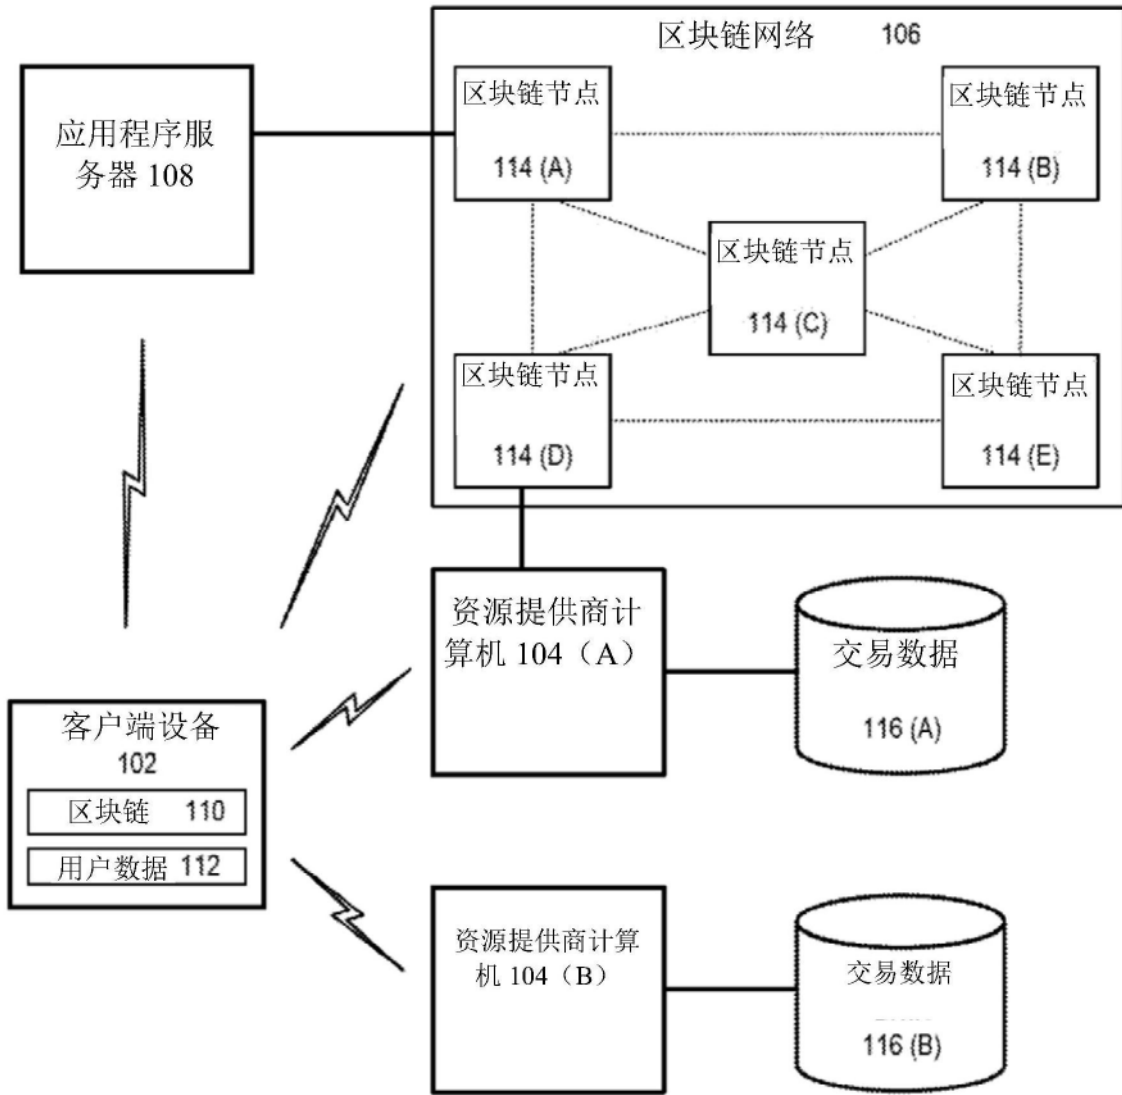 区块链网络 106
应用程序服
务器 108
区块链节点
114 (A)
区块链节点
114 (B)
区块链节点
114 (C)
区块链节点
114 (D)
区块链节点
114 (E)
资源提供商计
算机 104（A）
交易数据
116 (A)
客户端设备
102
区块链 110
用户数据 112
资源提供商计算
机 104（B）
交易数据
116 (B)